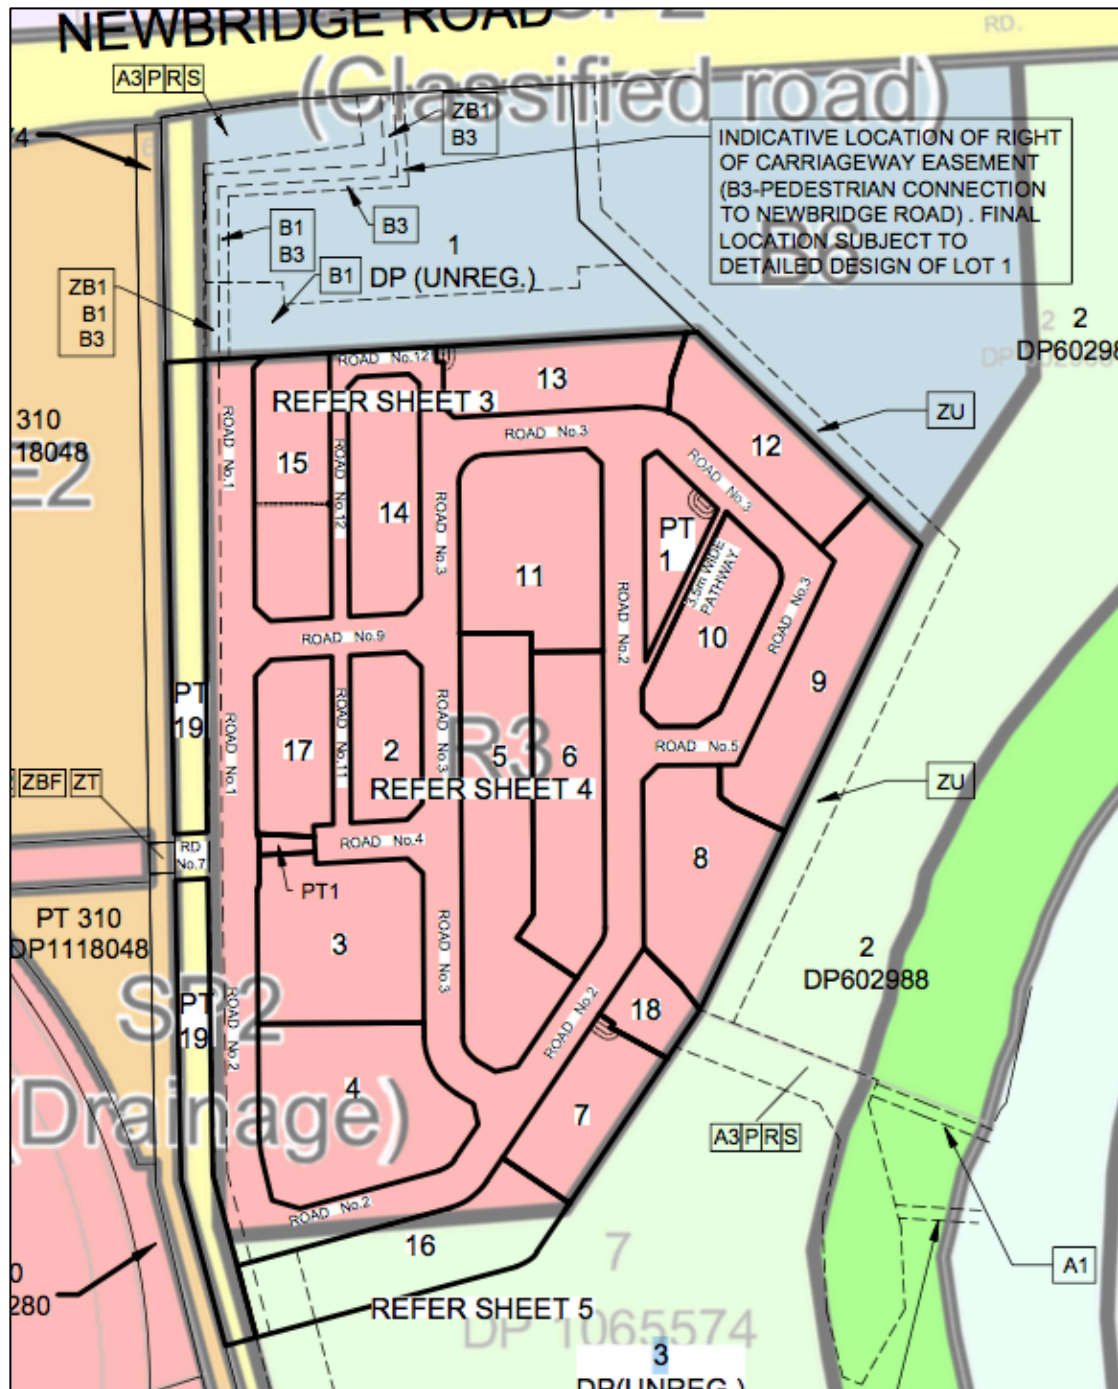 NEWBRIDGE ROAD
SP2
(Classified road)
RD.
A3 P R S
ZB1
B3
INDICATIVE LOCATION OF RIGHT
OF CARRIAGEWAY EASEMENT
(B3-PEDESTRIAN CONNECTION
TO NEWBRIDGE ROAD) . FINAL
LOCATION SUBJECT TO
DETAILED DESIGN OF LOT 1
B6
B3
B1
B3
B1
1
DP (UNREG.)
ZB1
B1
B3
2
2
DP60298
ZU
310
18048
E2
ROAD No.12
13
REFER SHEET 3
ROAD No.3
12
ROAD No.1
15
ROAD No.12
14
ROAD No.3
ROAD No.3
PT
1
3.5m WIDE
PATHWAY
11
10
ROAD No.3
ROAD No.2
ROAD No.9
9
PT
19
ROAD No.1
17
ROAD No.11
2
ROAD No.3
R3
5
6
ROAD No.5
REFER SHEET 4
ZU
ZBF ZT
RD
No.7
ROAD No.4
PT1
8
PT 310
DP1118048
3
ROAD No.3
2
DP602988
SP2
(Drainage)
PT
19
ROAD No.2
ROAD No.2
18
4
7
A3 P R S
ROAD No.2
16
7
A1
0
280
REFER SHEET 5
DP 1065574
3
DP(UNREG.)